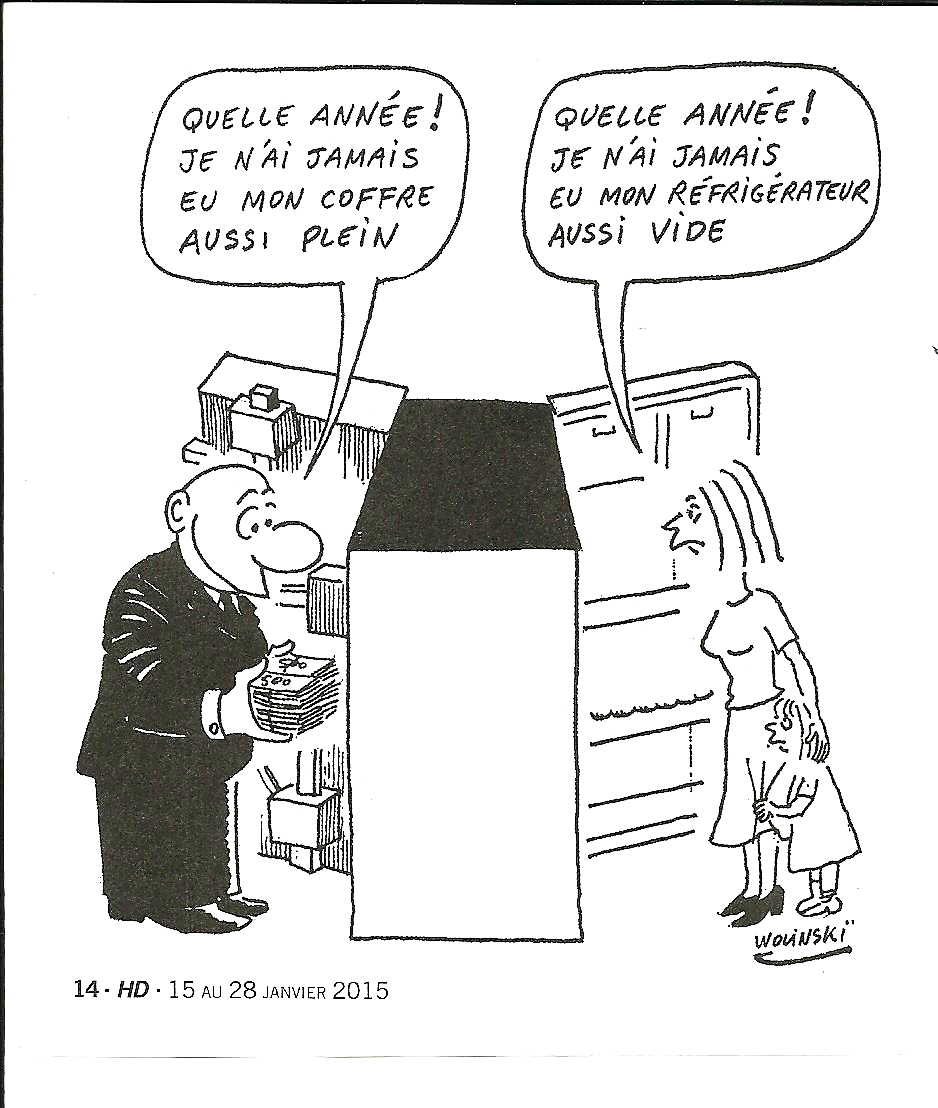 QUELLE ANNÉE!
JE N'AI JAMAIS
EU MON COFFRE
AUSSI PLEIN
QUELLE ANNÉE!
JE N'AI JAMAIS
EU MON RÉFRIGÉRATEUR
AUSSI VIDE
500
500
WOLINSKI
14 · HD · 15 AU 28 JANVIER 2015